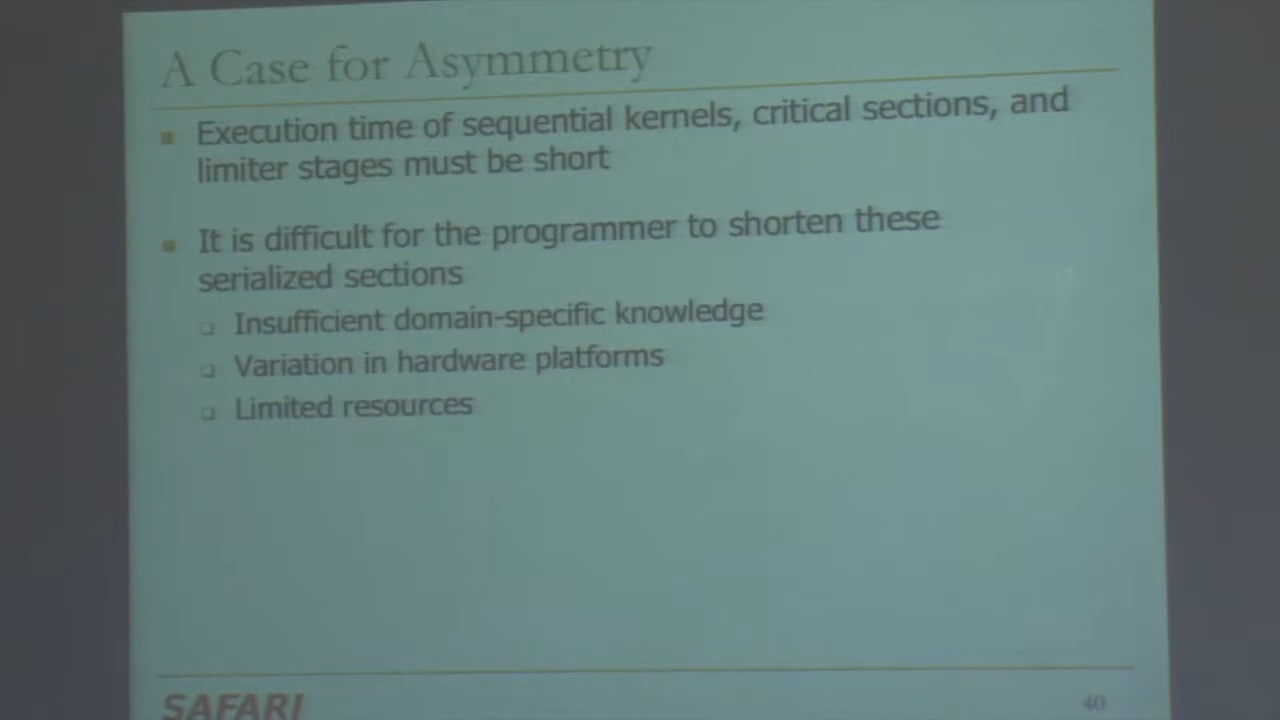 A Case for Asymmetry
Execution time of sequential kernels, critical sections, and
limiter stages must be short
It is difficult for the programmer to shorten these
serialized sections
Insufficient domain-specific knowledge
Variation in hardware platforms
Limited resources
SAFARI
40